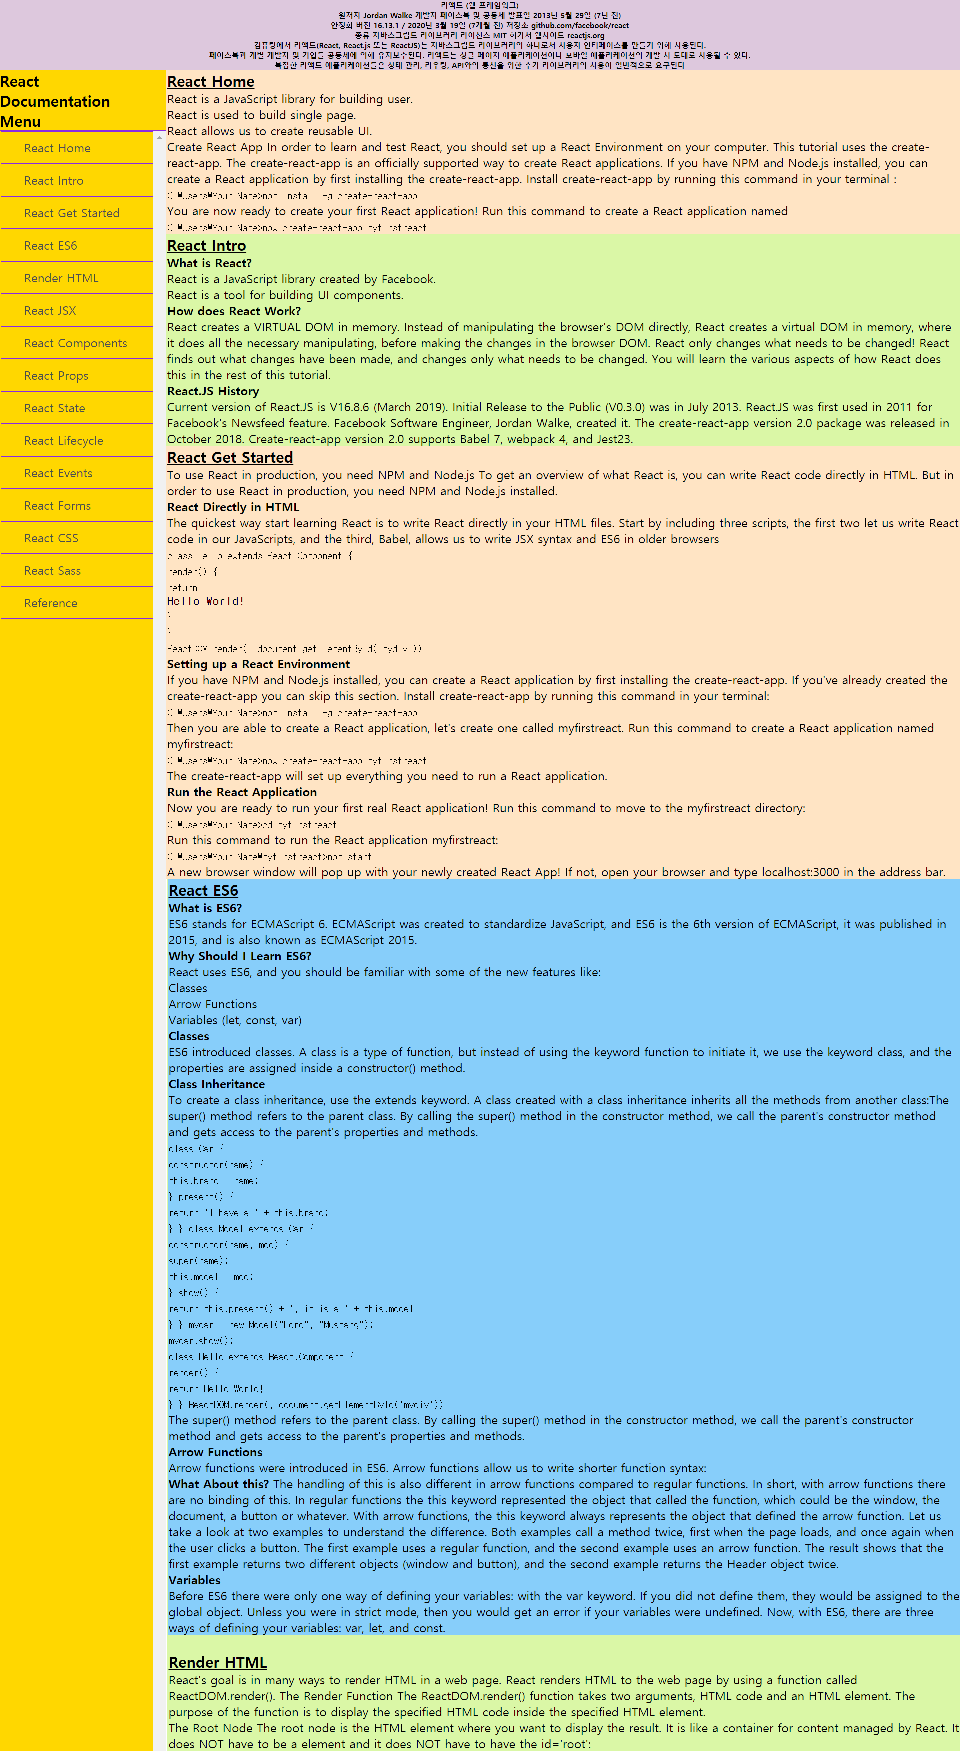 리액트 (웹 프레임워크)
원저자 Jordan Walke 개발자 페이스북 및 공동체 발표일 2013년 5월 29일 (7년 전)
안정화 버전 16.13.1 / 2020년 3월 19일 (7개월 전) 저장소 github.com/facebook/react
종류 자바스크립트 라이브러리 라이선스 MIT 허가서 웹사이트 reactjs.org
컴퓨팅에서 리액트(React, React.js 또는 ReactJS)는 자바스크립트 라이브러리의 하나로서 사용자 인터페이스를 만들기 위해 사용된다.
페이스북과 개별 개발자 및 기업들 공동체에 의해 유지보수된다. 리액트는 싱글 페이지 애플리케이션이나 모바일 애플리케이션의 개발 시 토대로 사용될 수 있다.
복잡한 리액트 애플리케이션들은 상태 관리, 라우팅, API와의 통신을 위한 추가 라이브러리의 사용이 일반적으로 요구된다
React
Documentation
Menu
React Home
React Intro
React Get Started
React ES6
Render HTML
React JSX
React Components
React Props
React State
React Lifecycle
React Events
React Forms
React CSS
React Sass
Reference
React Home
React is a JavaScript library for building user.
React is used to build single page.
React allows us to create reusable UI.
Create React App In order to learn and test React, you should set up a React Environment on your computer. This tutorial uses the create-
react-app. The create-react-app is an officially supported way to create React applications. If you have NPM and Node.js installed, you can
create a React application by first installing the create-react-app. Install create-react-app by running this command in your terminal :
You are now ready to create your first React application! Run this command to create a React application named
React Intro
What is React?
React is a JavaScript library created by Facebook.
React is a tool for building UI components.
How does React Work?
React creates a VIRTUAL DOM in memory. Instead of manipulating the browser's DOM directly, React creates a virtual DOM in memory, where
it does all the necessary manipulating, before making the changes in the browser DOM. React only changes what needs to be changed! React
finds out what changes have been made, and changes only what needs to be changed. You will learn the various aspects of how React does
this in the rest of this tutorial.
React.JS History
Current version of React.JS is V16.8.6 (March 2019). Initial Release to the Public (V0.3.0) was in July 2013. React.JS was first used in 2011 for
Facebook's Newsfeed feature. Facebook Software Engineer, Jordan Walke, created it. The create-react-app version 2.0 package was released in
October 2018. Create-react-app version 2.0 supports Babel 7, webpack 4, and Jest23.
React Get Started
To use React in production, you need NPM and Node.js To get an overview of what React is, you can write React code directly in HTML. But in
order to use React in production, you need NPM and Node.js installed.
React Directly in HTML
The quickest way start learning React is to write React directly in your HTML files. Start by including three scripts, the first two let us write React
code in our JavaScripts, and the third, Babel, allows us to write JSX syntax and ES6 in older browsers
class Hello extends React.Component {
render() {
return
Hello World!
}
}
Setting up a React Environment
If you have NPM and Node.js installed, you can create a React application by first installing the create-react-app. If you've already created the
create-react-app you can skip this section. Install create-react-app by running this command in your terminal:
Then you are able to create a React application, let's create one called myfirstreact. Run this command to create a React application named
myfirstreact:
The create-react-app will set up everything you need to run a React application.
Run the React Application
Now you are ready to run your first real React application! Run this command to move to the myfirstreact directory:
Run this command to run the React application myfirstreact:
A new browser window will pop up with your newly created React App! If not, open your browser and type localhost:3000 in the address bar.
React ES6
What is ES6?
ES6 stands for ECMAScript 6. ECMAScript was created to standardize JavaScript, and ES6 is the 6th version of ECMAScript, it was published in
2015, and is also known as ECMAScript 2015.
Why Should I Learn ES6?
React uses ES6, and you should be familiar with some of the new features like:
Classes
Arrow Functions
Variables (let, const, var)
Classes
ES6 introduced classes. A class is a type of function, but instead of using the keyword function to initiate it, we use the keyword class, and the
properties are assigned inside a constructor() method.
Class Inheritance
To create a class inheritance, use the extends keyword. A class created with a class inheritance inherits all the methods from another class:The
super() method refers to the parent class. By calling the super() method in the constructor method, we call the parent's constructor method
and gets access to the parent's properties and methods.
class Car {
constructor(name) {
this.brand = name;
} present() {
return 'I have a ' + this.brand;
} } class Model extends Car {
constructor(name, mod) {
super(name);
this.model = mod;
} show() {
return this.present() + ', it is a ' + this.model
} } mycar = new Model("Ford", "Mustang");
mycar.show();
class Hello extends React.Component {
render() {
return Hello World!
} } ReactDOM.render(, document.getElementById('mydiv'))
The super() method refers to the parent class. By calling the super() method in the constructor method, we call the parent's constructor
method and gets access to the parent's properties and methods.
Arrow Functions
Arrow functions were introduced in ES6. Arrow functions allow us to write shorter function syntax:
What About this? The handling of this is also different in arrow functions compared to regular functions. In short, with arrow functions there
are no binding of this. In regular functions the this keyword represented the object that called the function, which could be the window, the
document, a button or whatever. With arrow functions, the this keyword always represents the object that defined the arrow function. Let us
take a look at two examples to understand the difference. Both examples call a method twice, first when the page loads, and once again when
the user clicks a button. The first example uses a regular function, and the second example uses an arrow function. The result shows that the
first example returns two different objects (window and button), and the second example returns the Header object twice.
Variables
Before ES6 there were only one way of defining your variables: with the var keyword. If you did not define them, they would be assigned to the
global object. Unless you were in strict mode, then you would get an error if your variables were undefined. Now, with ES6, there are three
ways of defining your variables: var, let, and const.
Render HTML
React's goal is in many ways to render HTML in a web page. React renders HTML to the web page by using a function called
ReactDOM.render(). The Render Function The ReactDOM.render() function takes two arguments, HTML code and an HTML element. The
purpose of the function is to display the specified HTML code inside the specified HTML element.
The Root Node The root node is the HTML element where you want to display the result. It is like a container for content managed by React. It
does NOT have to be a element and it does NOT have to have the id='root':